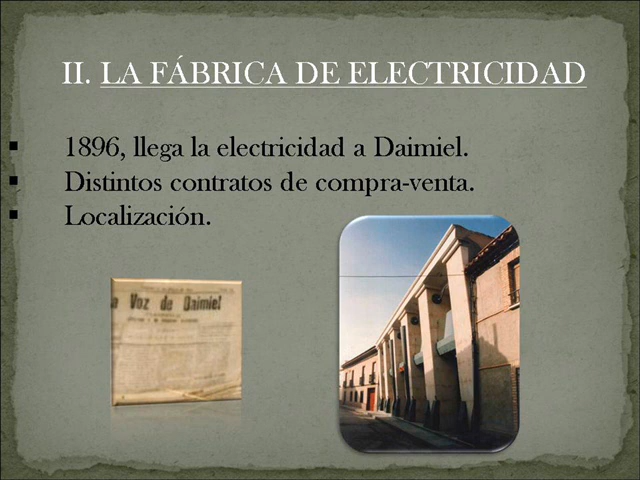 II. LA FÁBRICA DE ELECTRICIDAD
1896, llega la electricidad a Daimiel.
Distintos contratos de compra-venta.
Localización.
a Voz de Daimiel